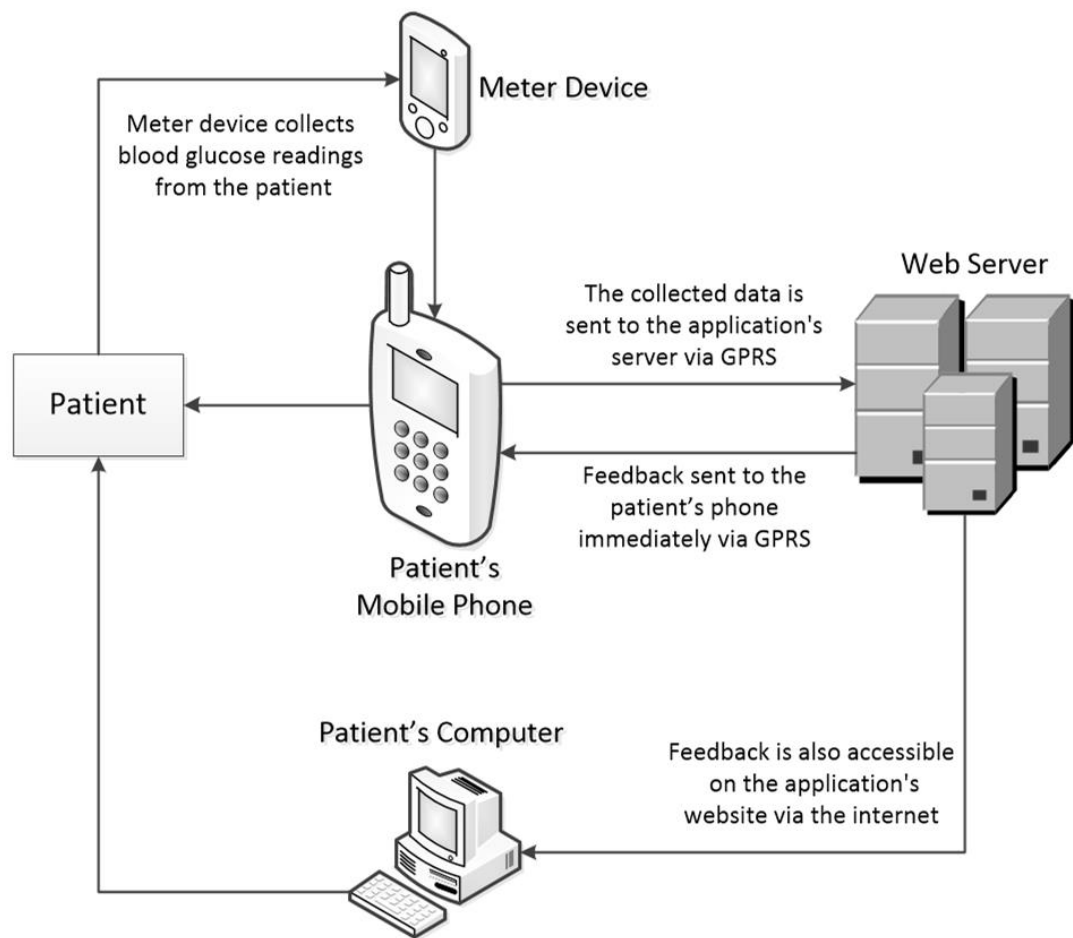 Meter Device
Meter device collects
blood glucose readings
from the patient
Web Server
The collected data is
sent to the application's
server via GPRS
Patient
Feedback sent to the
patient’s phone
immediately via GPRS
Patient’s
Mobile Phone
Patient’s Computer
Feedback is also accessible
on the application's
website via the internet